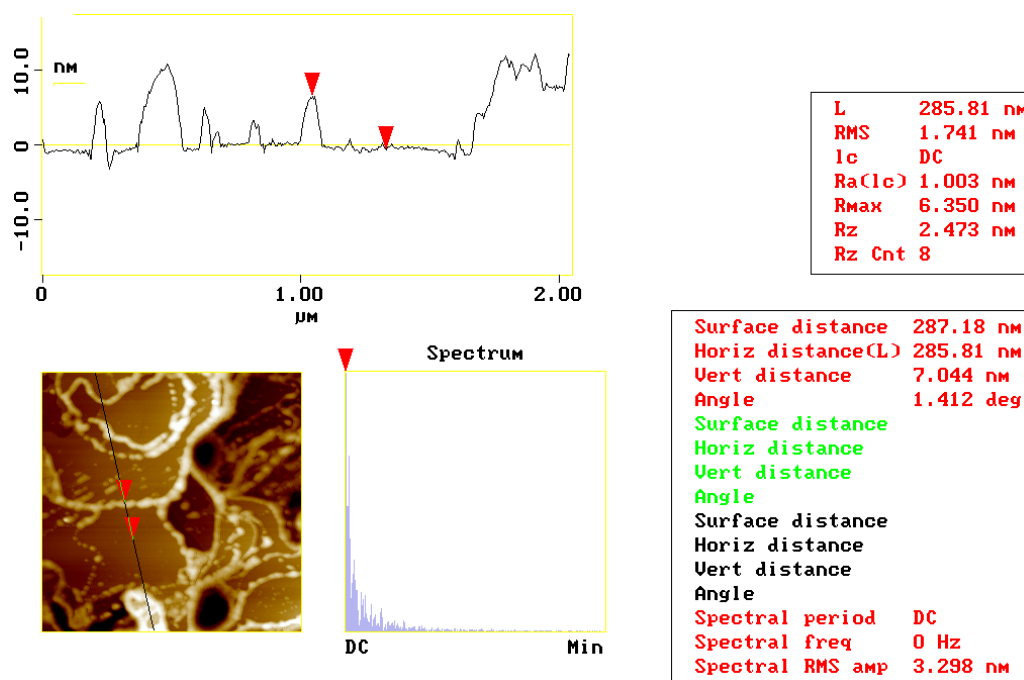 nm
10.0
0
-10.0
0 1.00 2.00
µm
L 285.81 nm
RMS 1.741 nm
lc DC
Ra(lc) 1.003 nm
Rmax 6.350 nm
Rz 2.473 nm
Rz Cnt 8
Surface distance 287.18 nm
Horiz distance(L) 285.81 nm
Vert distance 7.044 nm
Angle 1.412 deg
Surface distance
Horiz distance
Vert distance
Angle
Surface distance
Horiz distance
Vert distance
Angle
Spectral period DC
Spectral freq 0 Hz
Spectral RMS amp 3.298 nm
Spectrum
DC Min